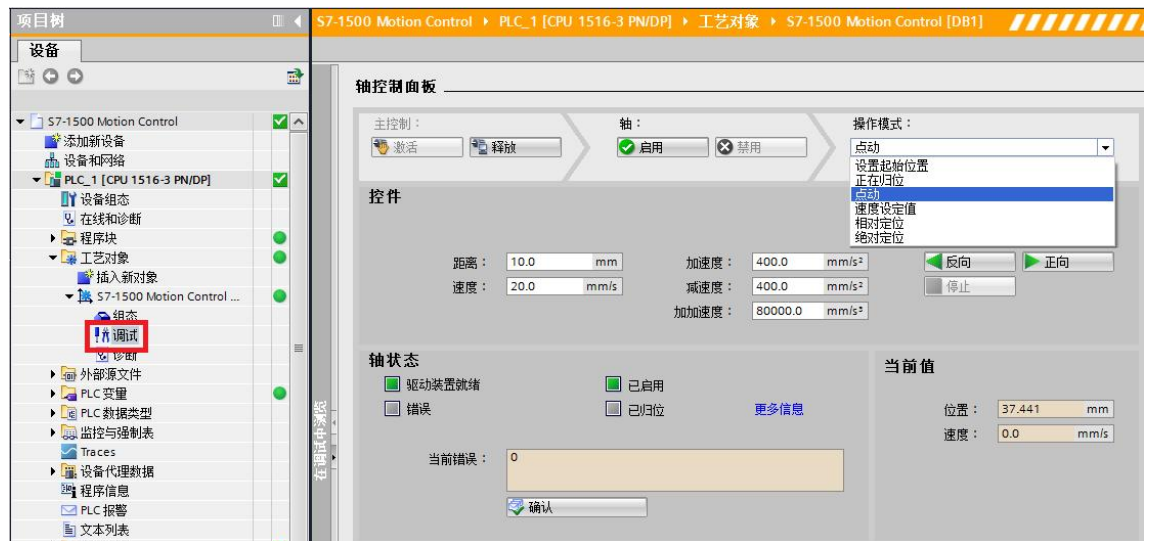 项目树
S7-1500 Motion Control ▸ PLC_1 [CPU 1516-3 PN/DP] ▸ 工艺对象 ▸ S7-1500 Motion Control [DB1]
设备
S7-1500 Motion Control
添加新设备
设备和网络
PLC_1 [CPU 1516-3 PN/DP]
设备组态
在线和诊断
程序块
工艺对象
插入新对象
S7-1500 Motion Control ...
组态
调试
诊断
外部源文件
PLC 变量
PLC 数据类型
监控与强制表
Traces
设备代理数据
程序信息
PLC 报警
文本列表
在调试中浏览
轴控制面板
主控制：
激活
释放
轴：
启用
禁用
操作模式：
点动
设置起始位置
正在归位
点动
速度设定值
相对定位
绝对定位
控件
距离： 10.0 mm
速度： 20.0 mm/s
加速度： 400.0 mm/s²
减速度： 400.0 mm/s²
加加速度： 80000.0 mm/s³
反向
正向
停止
轴状态
驱动装置就绪
已启用
错误
已归位
更多信息
当前错误： 0
确认
当前值
位置： 37.441 mm
速度： 0.0 mm/s